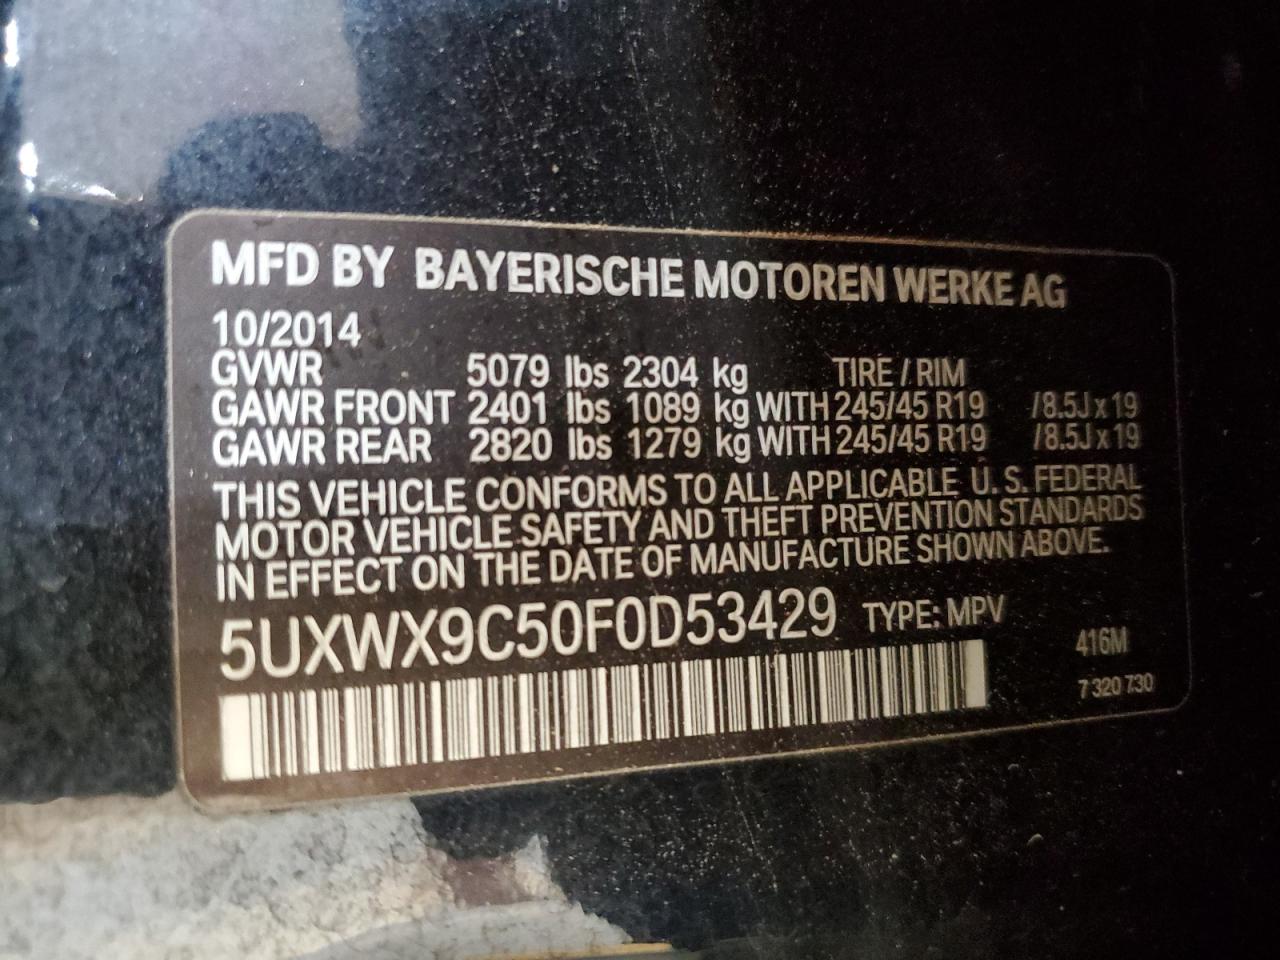 MFD BY BAYERISCHE MOTOREN WERKE AG
10/2014
GVWR 5079 lbs 2304 kg TIRE / RIM
GAWR FRONT 2401 lbs 1089 kg WITH 245/45 R19 /8.5J x 19
GAWR REAR 2820 lbs 1279 kg WITH 245/45 R19 /8.5J x 19
THIS VEHICLE CONFORMS TO ALL APPLICABLE U. S. FEDERAL
MOTOR VEHICLE SAFETY AND THEFT PREVENTION STANDARDS
IN EFFECT ON THE DATE OF MANUFACTURE SHOWN ABOVE.
5UXWX9C50F0D53429 TYPE: MPV
416M
7 320 730